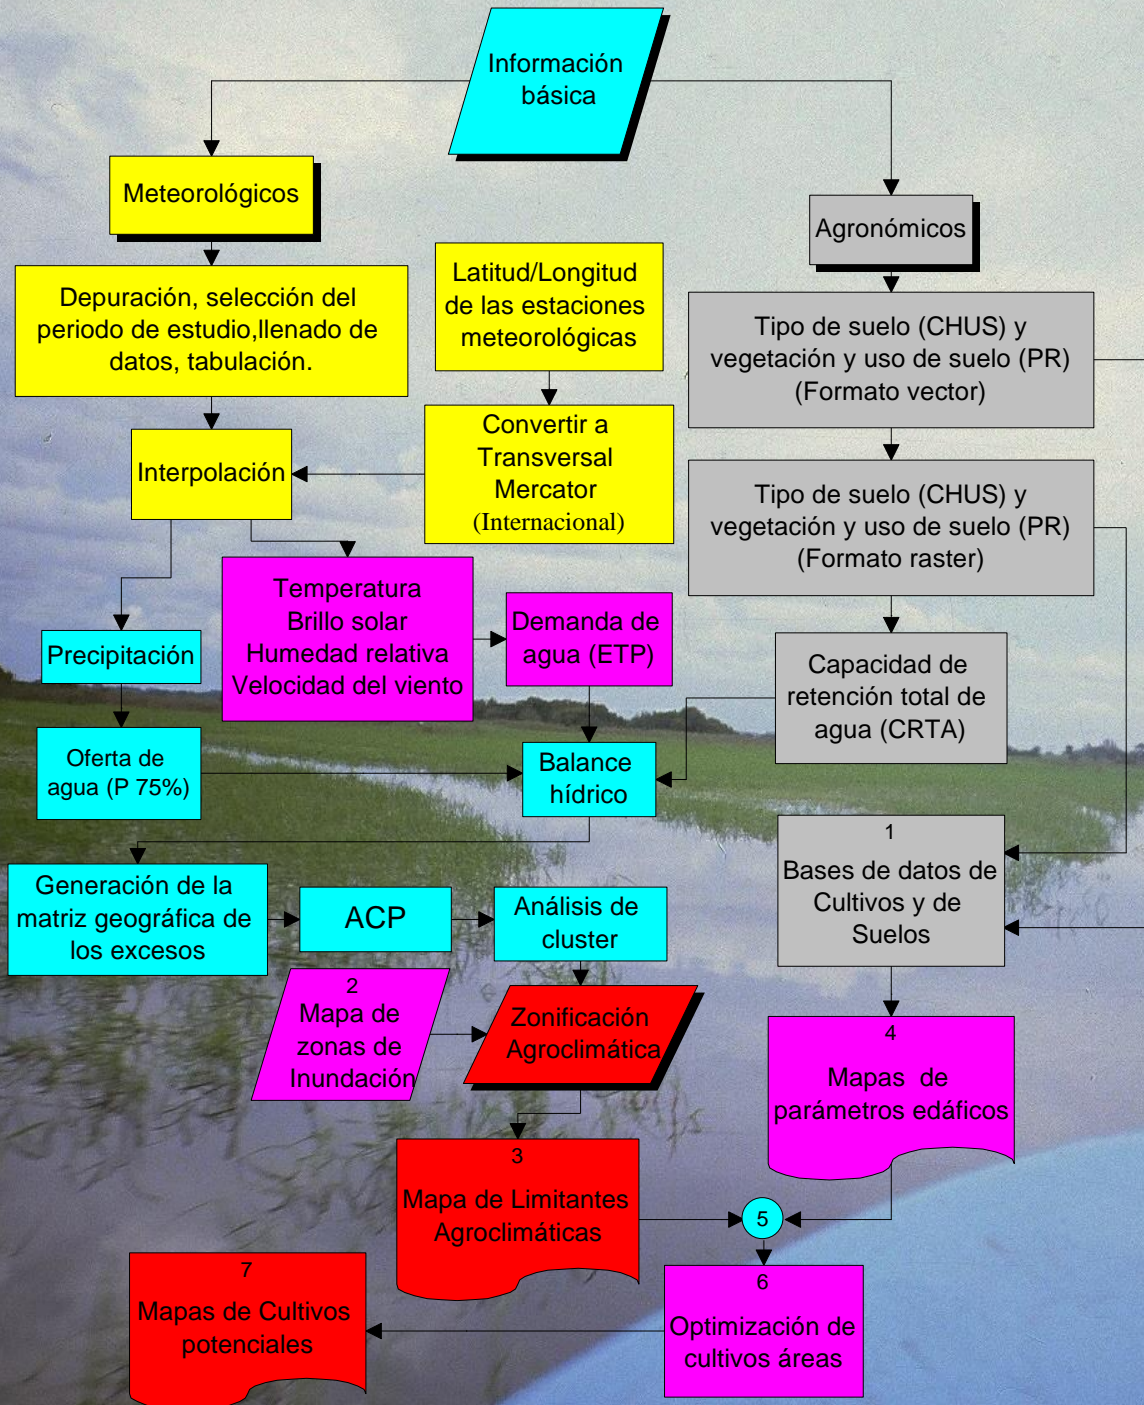 Información
básica
Meteorológicos
Agronómicos
Depuración, selección del
periodo de estudio,llenado de
datos, tabulación.
Latitud/Longitud
de las estaciones
meteorológicas
Tipo de suelo (CHUS) y
vegetación y uso de suelo (PR)
(Formato vector)
Interpolación
Convertir a
Transversal
Mercator
(Internacional)
Tipo de suelo (CHUS) y
vegetación y uso de suelo (PR)
(Formato raster)
Precipitación
Temperatura
Brillo solar
Humedad relativa
Velocidad del viento
Demanda de
agua (ETP)
Capacidad de
retención total de
agua (CRTA)
Oferta de
agua (P 75%)
Balance
hídrico
1
Bases de datos de
Cultivos y de
Suelos
Generación de la
matriz geográfica de
los excesos
ACP
Análisis de
cluster
2
Mapa de
zonas de
Inundación
Zonificación
Agroclimática
4
Mapas de
parámetros edáficos
3
Mapa de Limitantes
Agroclimáticas
5
6
Optimización de
cultivos áreas
7
Mapas de Cultivos
potenciales